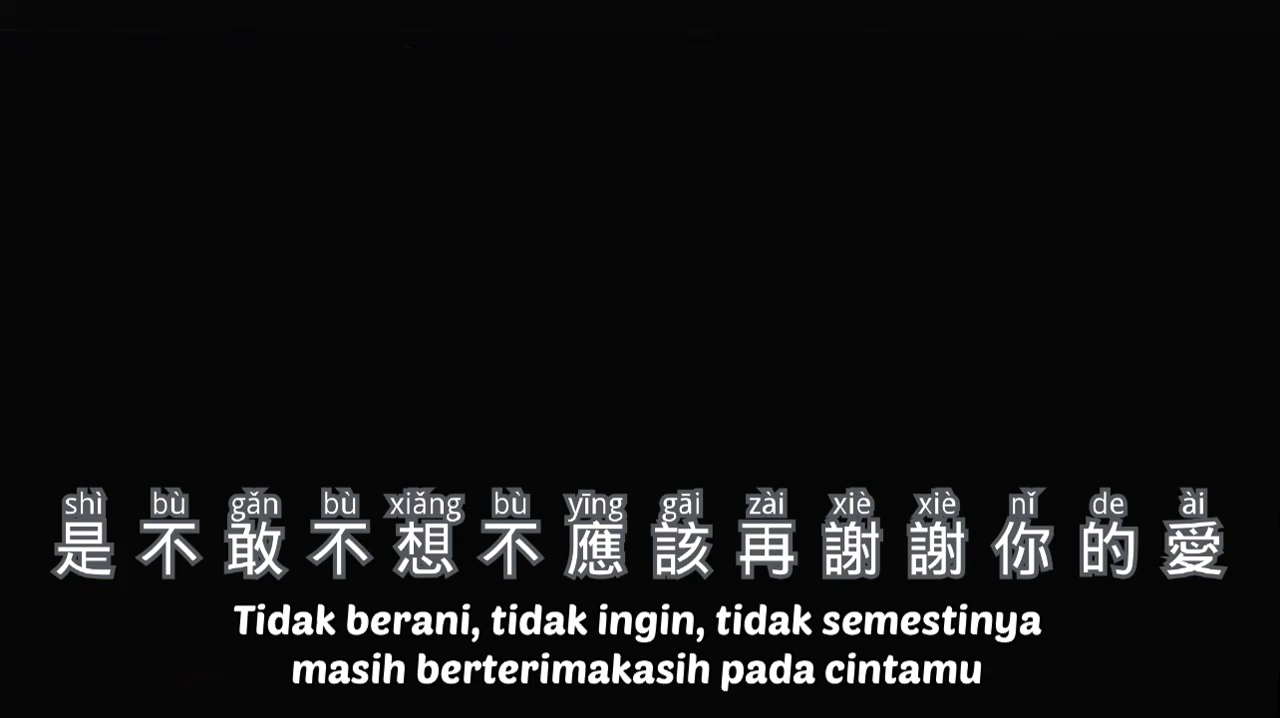 shì bù gǎn bù xiǎng bù yīng gāi zài xiè xiè nǐ de ài
是不敢不想不應該再謝謝你的愛
Tidak berani, tidak ingin, tidak semestinya
masih berterimakasih pada cintamu